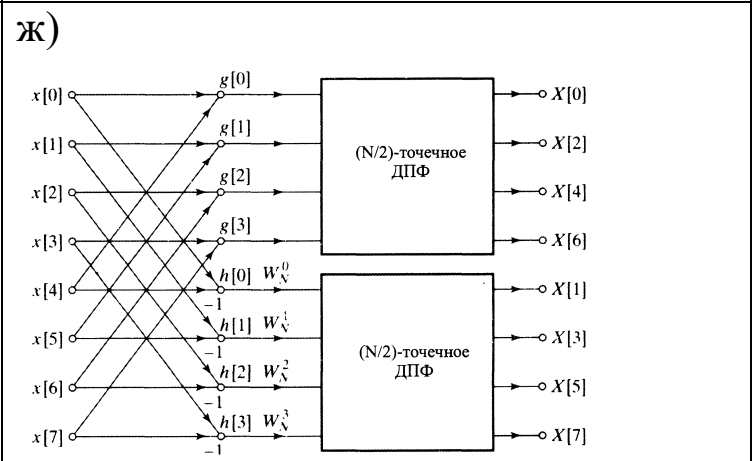 ж)
g[0]
x[0] X[0]
g[1]
x[1] X[2]
(N/2)-точечное
ДПФ
g[2]
x[2] X[4]
g[3]
x[3] X[6]
h[0] W_N^0
x[4] X[1]
–1
h[1] W_N^1
x[5] X[3]
–1
(N/2)-точечное
ДПФ
h[2] W_N^2
x[6] X[5]
–1
h[3] W_N^3
x[7] X[7]
–1